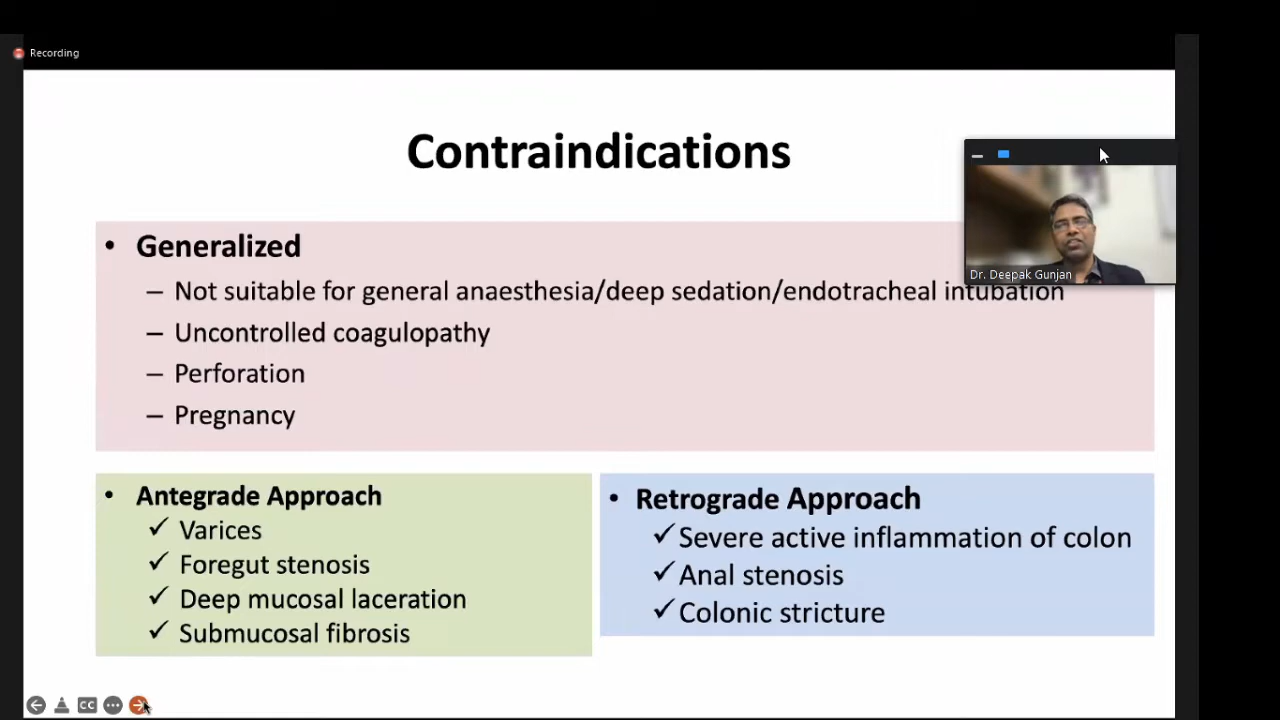 Recording
Contraindications
• Generalized
– Not suitable for general anaesthesia/deep sedation/endotracheal intubation
– Uncontrolled coagulopathy
– Perforation
– Pregnancy
Dr. Deepak Gunjan
• Antegrade Approach
✓ Varices
✓ Foregut stenosis
✓ Deep mucosal laceration
✓ Submucosal fibrosis
• Retrograde Approach
✓Severe active inflammation of colon
✓Anal stenosis
✓Colonic stricture
CC